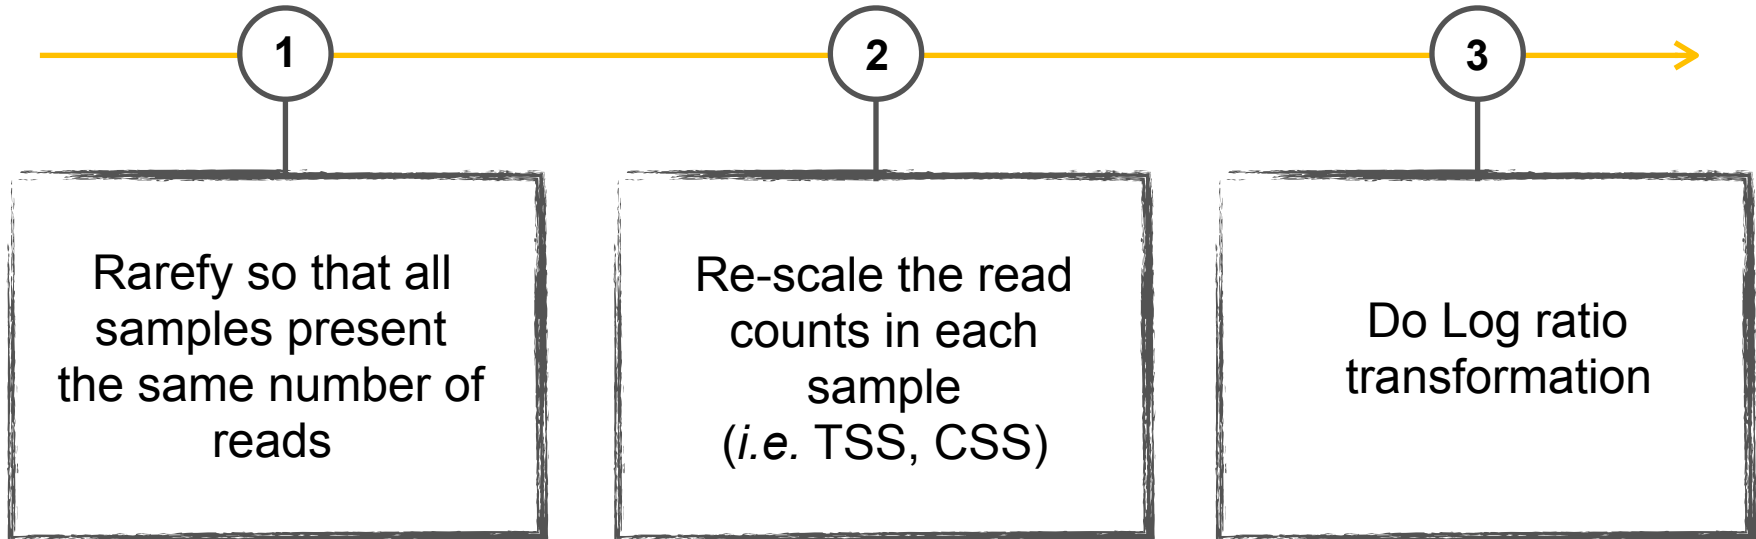 1
2
3
Rarefy so that all
samples present
the same number of
reads
Re-scale the read
counts in each
sample
(i.e. TSS, CSS)
Do Log ratio
transformation